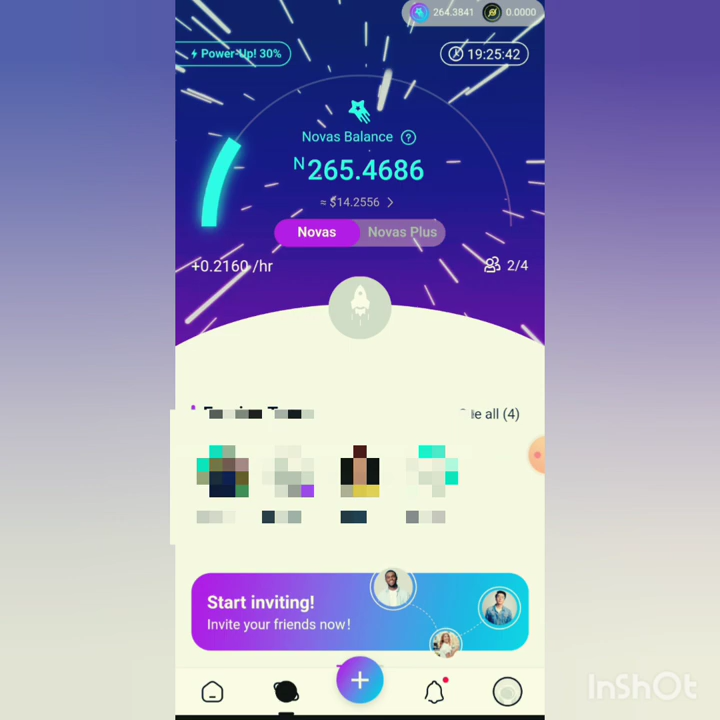 264.3841 0.0000
Power-Up! 30% 19:25:42
Novas Balance ?
N265.4686
≈ $14.2556 >
Novas Novas Plus
+0.2160 /hr 2/4
all (4)
Start inviting!
Invite your friends now!
+
InShOt